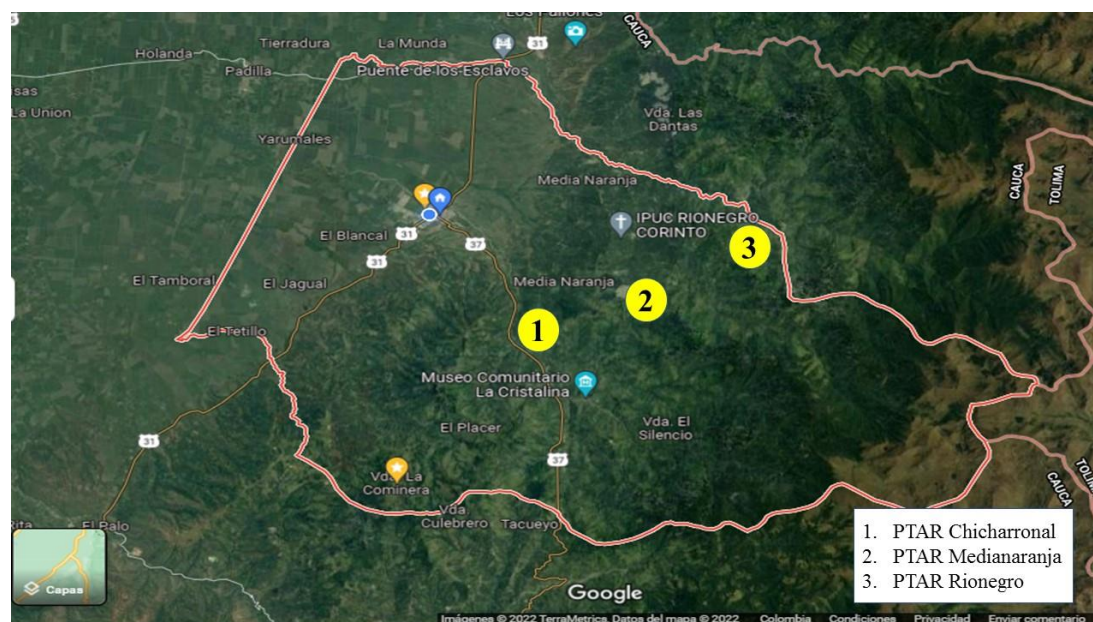 Los Pailones
CAUCA
Tierradura
La Munda
31
Holanda
Padilla
Puente de los Esclavos
sas
La Union
Vda. Las
Dantas
Yarumales
CAUCA
TOLIMA
Media Naranja
IPUC RIONEGRO
CORINTO
El Blancal
31
37
3
31
El Tamboral
El Jagual
Media Naranja
2
El Tetillo
1
Museo Comunitario
La Cristalina
El Placer
Vda. El
Silencio
31
37
Vda. La
Cominera
TOLIMA
CAUCA
Vda.
Culebrero
Tacueyo
Rita
El Palo
1. PTAR Chicharronal
2. PTAR Medianaranja
3. PTAR Rionegro
Capas
Google
Imágenes © 2022 TerraMetrics, Datos del mapa © 2022
Colombia
Condiciones
Privacidad
Enviar comentario